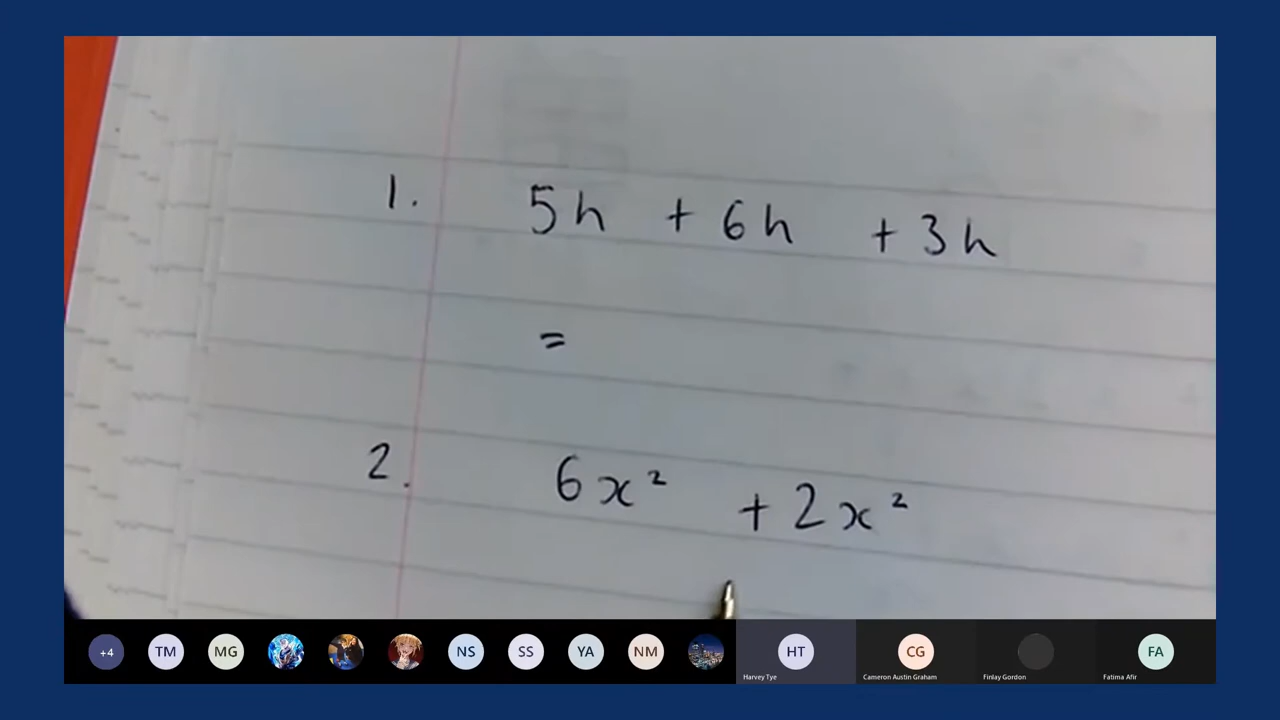 1. 5h + 6h + 3h
=
2. 6x² + 2x²
+4 TM MG NS SS YA NM HT CG FA
Harvey Tye Cameron Austin Graham Finlay Gordon Fatima Afir